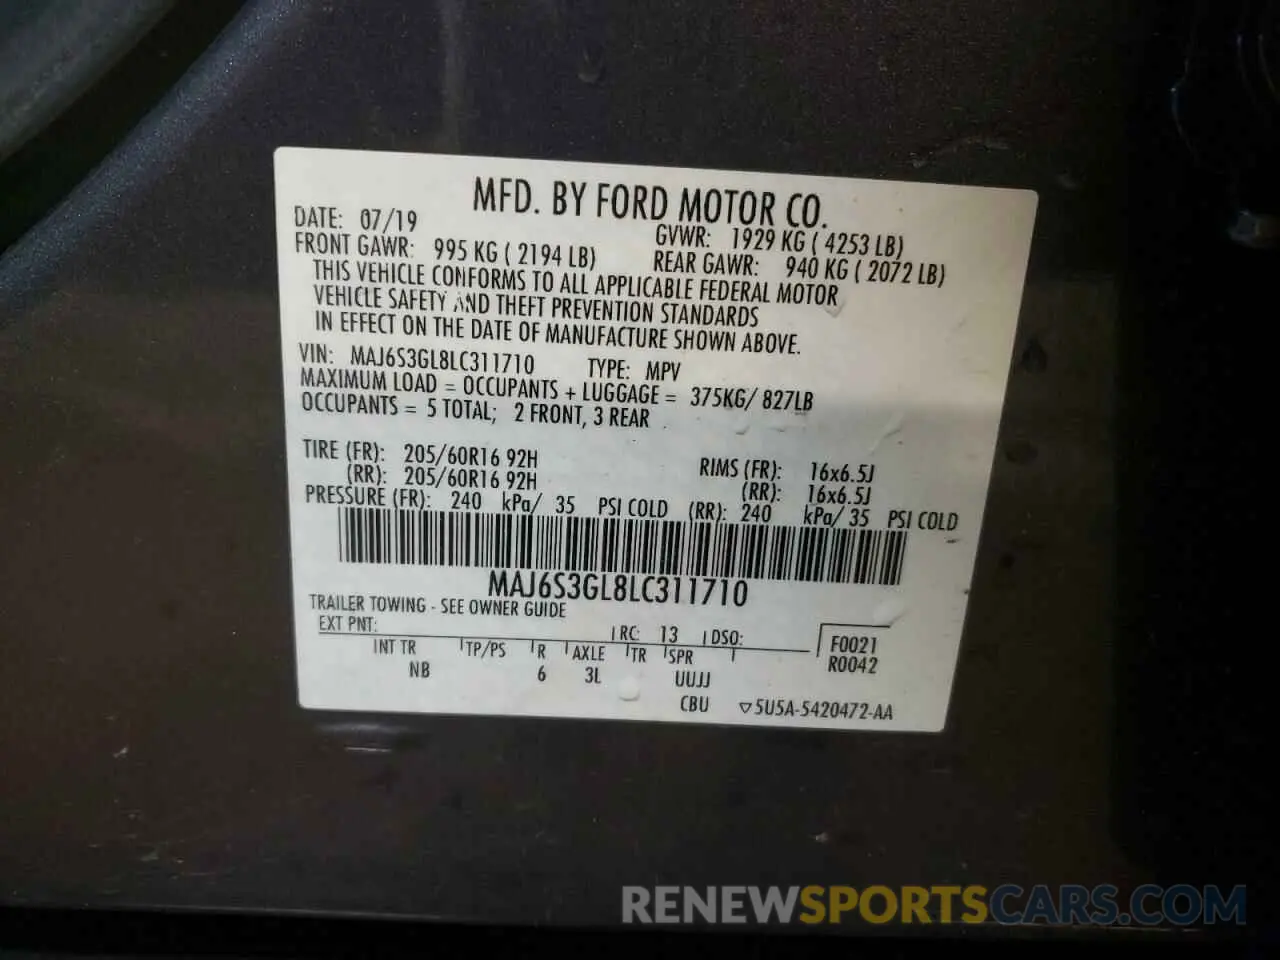 MFD. BY FORD MOTOR CO.
DATE: 07/19 GVWR: 1929 KG ( 4253 LB)
FRONT GAWR: 995 KG ( 2194 LB) REAR GAWR: 940 KG ( 2072 LB)
THIS VEHICLE CONFORMS TO ALL APPLICABLE FEDERAL MOTOR
VEHICLE SAFETY AND THEFT PREVENTION STANDARDS
IN EFFECT ON THE DATE OF MANUFACTURE SHOWN ABOVE.
VIN: MAJ6S3GL8LC311710 TYPE: MPV
MAXIMUM LOAD = OCCUPANTS + LUGGAGE = 375KG/ 827LB
OCCUPANTS = 5 TOTAL; 2 FRONT, 3 REAR
TIRE (FR): 205/60R16 92H RIMS (FR): 16x6.5J
(RR): 205/60R16 92H (RR): 16x6.5J
PRESSURE (FR): 240 kPa/ 35 PSI COLD (RR): 240 kPa/ 35 PSI COLD
MAJ6S3GL8LC311710
TRAILER TOWING - SEE OWNER GUIDE
EXT PNT: RC: 13 DSO: F0021
INT TR TP/PS R AXLE TR SPR R0042
NB 6 3L UUJJ
CBU ▽5U5A-5420472-AA
RENEWSPORTSCARS.COM